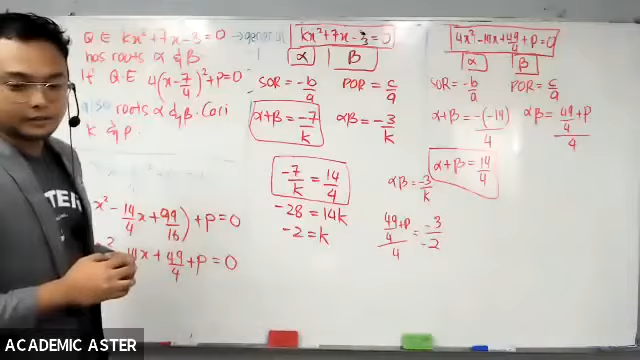 Q.E kx²+7x-3=0 → general
has roots α & β
If Q.E 4(x-7/4)²+p=0
also roots α & β. Cari
k & p.
x² - 14/4 x + 49/16) + p = 0
14x + 49/4 + p = 0
kx²+7x-3=0
α β
SOR = -b/a POR = c/a
α+β = -7/k αβ = -3/k
-7/k = 14/4
-28 = 14k
-2 = k
4x²-14x+49/4+p=0
α β
SOR = -b/a POR = c/a
α+β = -(-14)/4 αβ = 49/4+p/4
α+β = 14/4
αβ = -3/k
49/4+p/4 = -3/-2
ACADEMIC ASTER